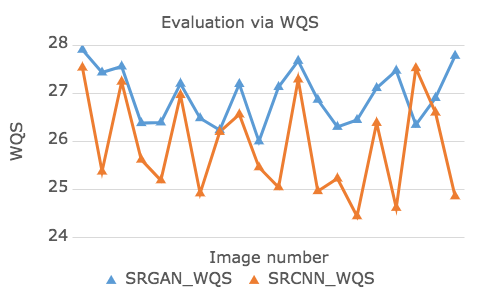 Evaluation via WQS
28
27
26
25
24
WQS
Image number
SRGAN_WQS SRCNN_WQS